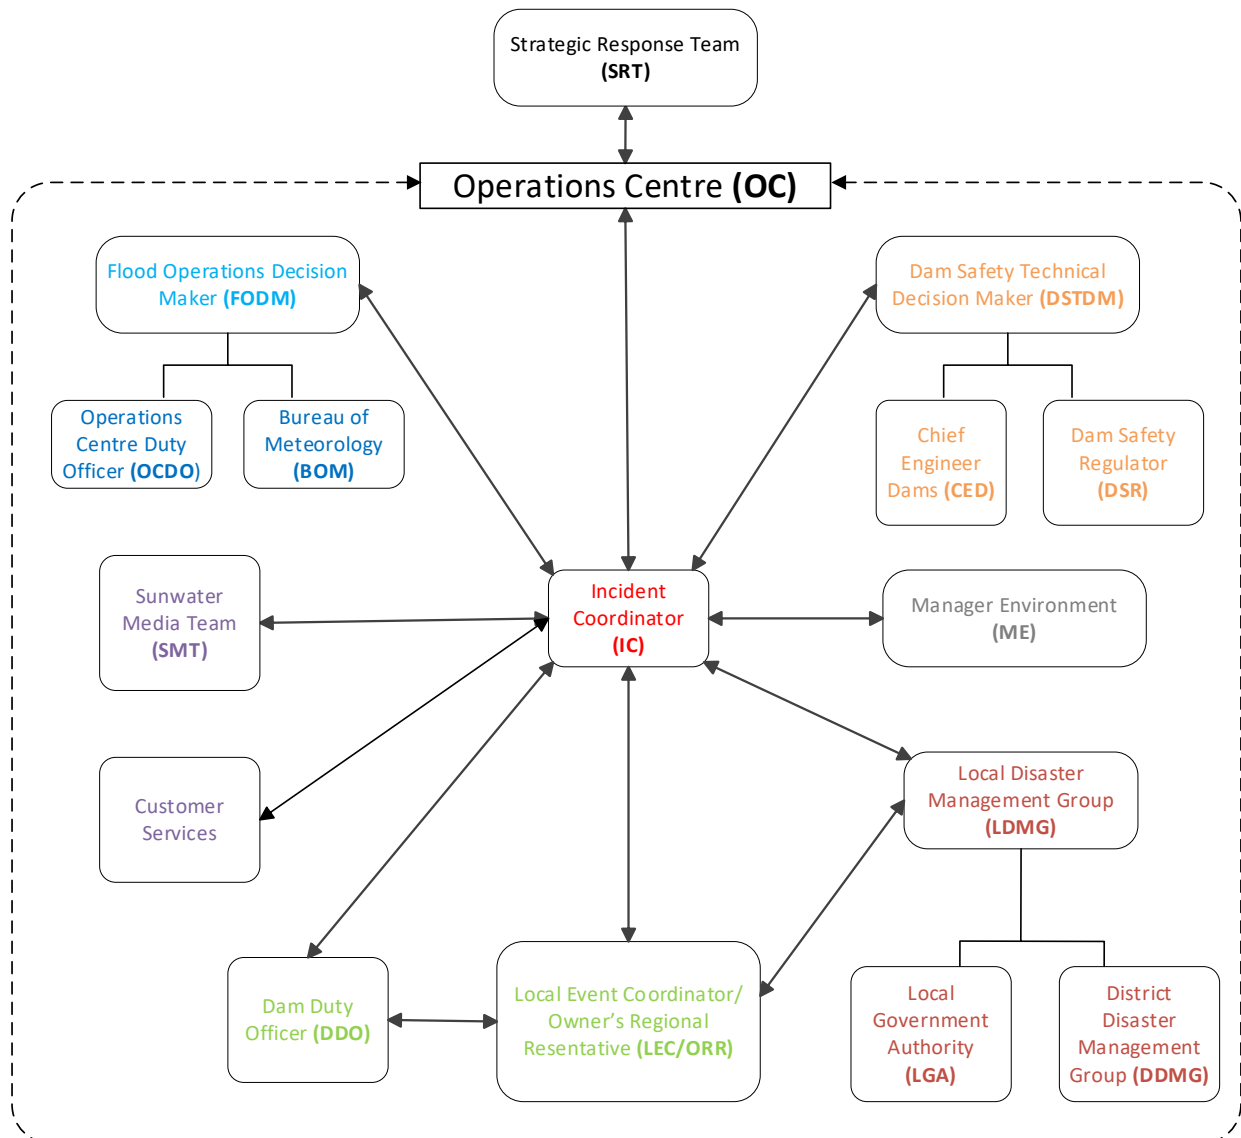 Strategic Response Team
(SRT)
Operations Centre (OC)
Flood Operations Decision
Maker (FODM)
Dam Safety Technical
Decision Maker (DSTDM)
Operations
Centre Duty
Officer (OCDO)
Bureau of
Meteorology
(BOM)
Chief
Engineer
Dams (CED)
Dam Safety
Regulator
(DSR)
Sunwater
Media Team
(SMT)
Incident
Coordinator
(IC)
Manager Environment
(ME)
Customer
Services
Local Disaster
Management Group
(LDMG)
Dam Duty
Officer (DDO)
Local Event Coordinator/
Owner’s Regional
Resentative (LEC/ORR)
Local
Government
Authority
(LGA)
District
Disaster
Management
Group (DDMG)